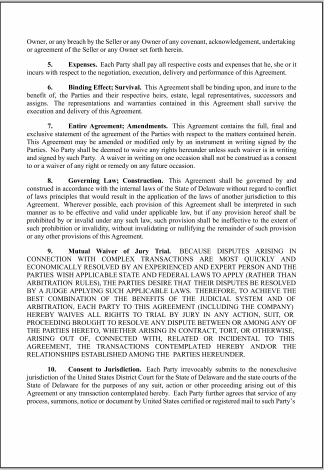 Owner, or any breach by the Seller or any Owner of any covenant, acknowledgement, undertaking
or agreement of the Seller or any Owner set forth herein.
5. Expenses. Each Party shall pay all respective costs and expenses that he, she or it
incurs with respect to the negotiation, execution, delivery and performance of this Agreement.
6. Binding Effect; Survival. This Agreement shall be binding upon, and inure to the
benefit of, the Parties and their respective heirs, estate, legal representatives, successors and
assigns. The representations and warranties contained in this Agreement shall survive the
execution and delivery of this Agreement.
7. Entire Agreement; Amendments. This Agreement contains the full, final and
exclusive statement of the agreement of the Parties with respect to the matters contained herein.
This Agreement may be amended or modified only by an instrument in writing signed by the
Parties. No Party shall be deemed to waive any rights hereunder unless such waiver is in writing
and signed by such Party. A waiver in writing on one occasion shall not be construed as a consent
to or a waiver of any right or remedy on any future occasion.
8. Governing Law; Construction. This Agreement shall be governed by and
construed in accordance with the internal laws of the State of Delaware without regard to conflict
of laws principles that would result in the application of the laws of another jurisdiction to this
Agreement. Wherever possible, each provision of this Agreement shall be interpreted in such
manner as to be effective and valid under applicable law, but if any provision hereof shall be
prohibited by or invalid under any such law, such provision shall be ineffective to the extent of
such prohibition or invalidity, without invalidating or nullifying the remainder of such provision
or any other provisions of this Agreement.
9. Mutual Waiver of Jury Trial. BECAUSE DISPUTES ARISING IN
CONNECTION WITH COMPLEX TRANSACTIONS ARE MOST QUICKLY AND
ECONOMICALLY RESOLVED BY AN EXPERIENCED AND EXPERT PERSON AND THE
PARTIES WISH APPLICABLE STATE AND FEDERAL LAWS TO APPLY (RATHER THAN
ARBITRATION RULES), THE PARTIES DESIRE THAT THEIR DISPUTES BE RESOLVED
BY A JUDGE APPLYING SUCH APPLICABLE LAWS. THEREFORE, TO ACHIEVE THE
BEST COMBINATION OF THE BENEFITS OF THE JUDICIAL SYSTEM AND OF
ARBITRATION, EACH PARTY TO THIS AGREEMENT (INCLUDING THE COMPANY)
HEREBY WAIVES ALL RIGHTS TO TRIAL BY JURY IN ANY ACTION, SUIT, OR
PROCEEDING BROUGHT TO RESOLVE ANY DISPUTE BETWEEN OR AMONG ANY OF
THE PARTIES HERETO, WHETHER ARISING IN CONTRACT, TORT, OR OTHERWISE,
ARISING OUT OF, CONNECTED WITH, RELATED OR INCIDENTAL TO THIS
AGREEMENT, THE TRANSACTIONS CONTEMPLATED HEREBY AND/OR THE
RELATIONSHIPS ESTABLISHED AMONG THE PARTIES HEREUNDER.
10. Consent to Jurisdiction. Each Party irrevocably submits to the nonexclusive
jurisdiction of the United States District Court for the State of Delaware and the state courts of the
State of Delaware for the purposes of any suit, action or other proceeding arising out of this
Agreement or any transaction contemplated hereby. Each Party further agrees that service of any
process, summons, notice or document by United States certified or registered mail to such Party's